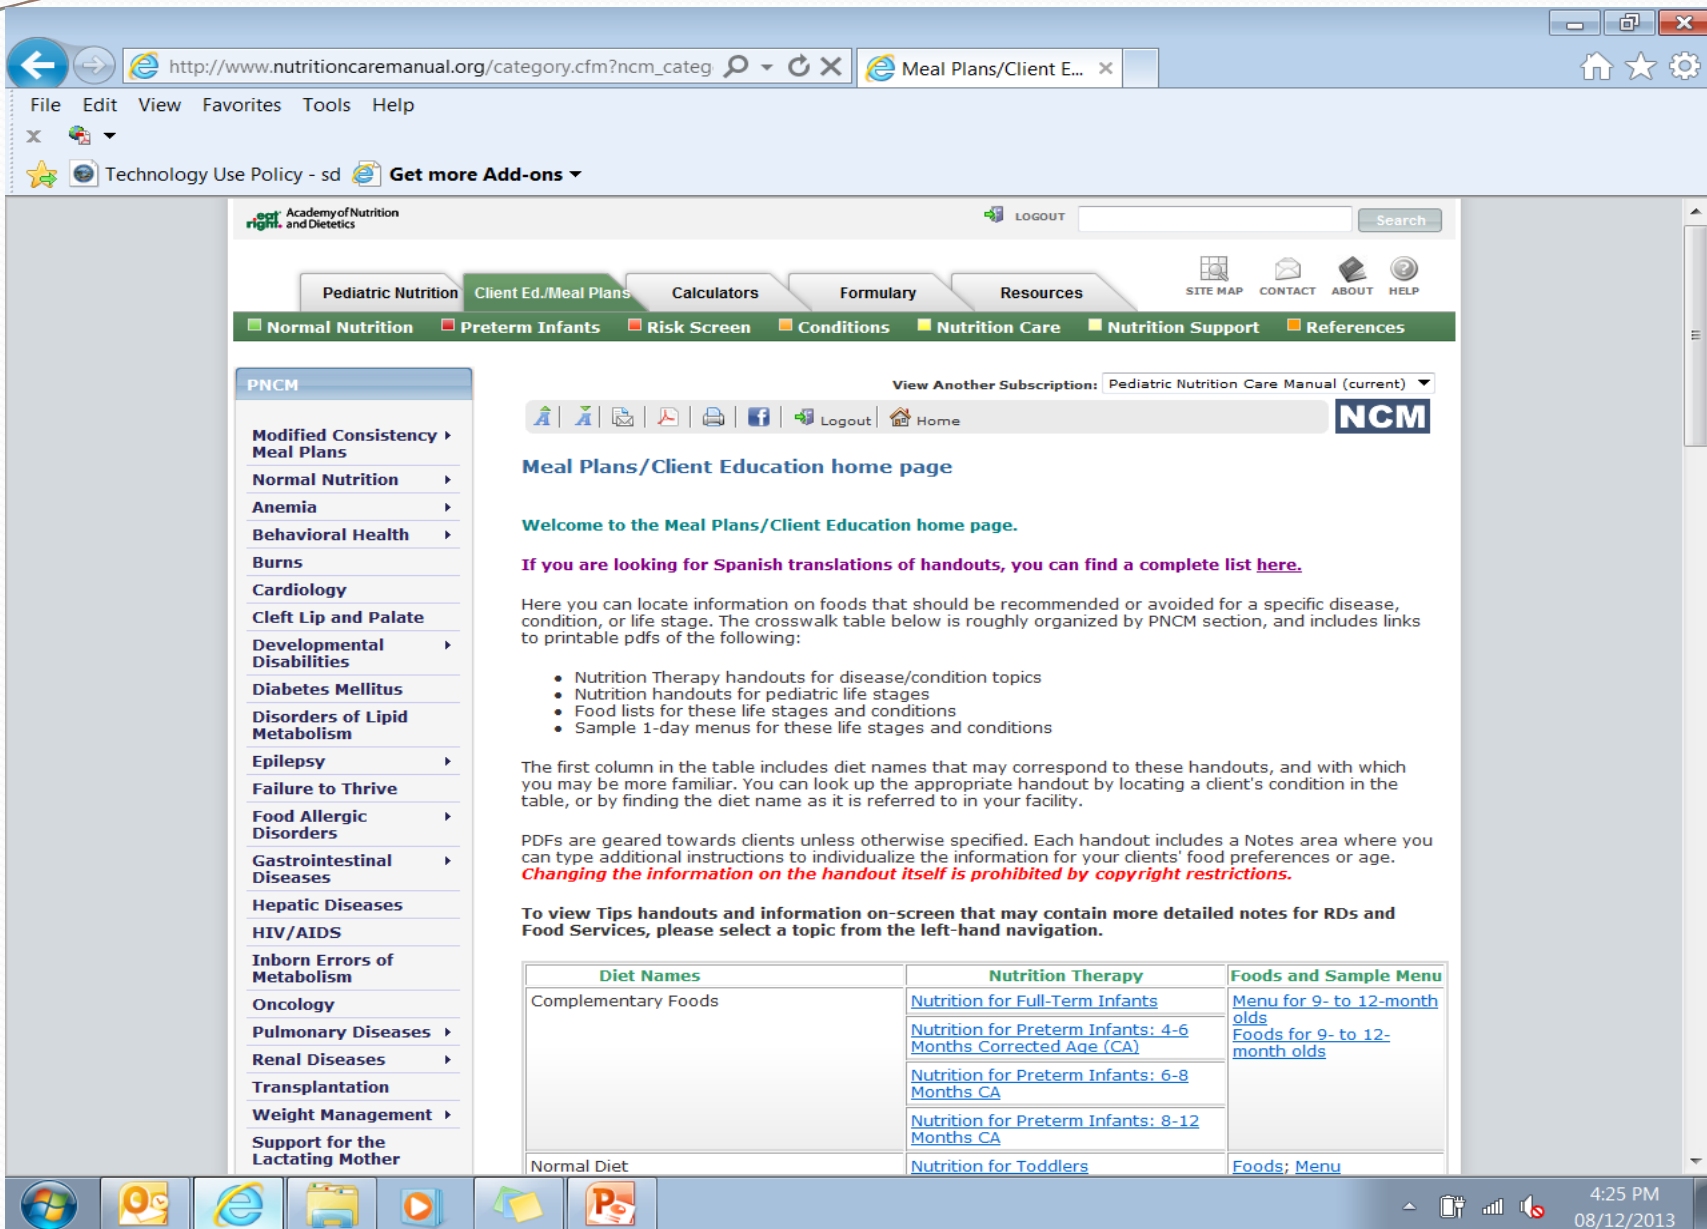 http://www.nutritioncaremanual.org/category.cfm?ncm_categ
Meal Plans/Client E...
File Edit View Favorites Tools Help
x
Technology Use Policy - sd Get more Add-ons
eat right. Academy of Nutrition and Dietetics
LOGOUT
Search
Pediatric Nutrition
Client Ed./Meal Plans
Calculators
Formulary
Resources
SITE MAP CONTACT ABOUT HELP
Normal Nutrition Preterm Infants Risk Screen Conditions Nutrition Care Nutrition Support References
PNCM
Modified Consistency
Meal Plans
Normal Nutrition
Anemia
Behavioral Health
Burns
Cardiology
Cleft Lip and Palate
Developmental
Disabilities
Diabetes Mellitus
Disorders of Lipid
Metabolism
Epilepsy
Failure to Thrive
Food Allergic
Disorders
Gastrointestinal
Diseases
Hepatic Diseases
HIV/AIDS
Inborn Errors of
Metabolism
Oncology
Pulmonary Diseases
Renal Diseases
Transplantation
Weight Management
Support for the
Lactating Mother
View Another Subscription: Pediatric Nutrition Care Manual (current)
A A Logout Home
NCM
Meal Plans/Client Education home page
Welcome to the Meal Plans/Client Education home page.
If you are looking for Spanish translations of handouts, you can find a complete list here.
Here you can locate information on foods that should be recommended or avoided for a specific disease,
condition, or life stage. The crosswalk table below is roughly organized by PNCM section, and includes links
to printable pdfs of the following:
• Nutrition Therapy handouts for disease/condition topics
• Nutrition handouts for pediatric life stages
• Food lists for these life stages and conditions
• Sample 1-day menus for these life stages and conditions
The first column in the table includes diet names that may correspond to these handouts, and with which
you may be more familiar. You can look up the appropriate handout by locating a client's condition in the
table, or by finding the diet name as it is referred to in your facility.
PDFs are geared towards clients unless otherwise specified. Each handout includes a Notes area where you
can type additional instructions to individualize the information for your clients' food preferences or age.
Changing the information on the handout itself is prohibited by copyright restrictions.
To view Tips handouts and information on-screen that may contain more detailed notes for RDs and
Food Services, please select a topic from the left-hand navigation.
Diet Names
Nutrition Therapy
Foods and Sample Menu
Complementary Foods
Nutrition for Full-Term Infants
Nutrition for Preterm Infants: 4-6
Months Corrected Age (CA)
Nutrition for Preterm Infants: 6-8
Months CA
Nutrition for Preterm Infants: 8-12
Months CA
Menu for 9- to 12-month
olds
Foods for 9- to 12-
month olds
Normal Diet
Nutrition for Toddlers
Foods; Menu
4:25 PM
08/12/2013